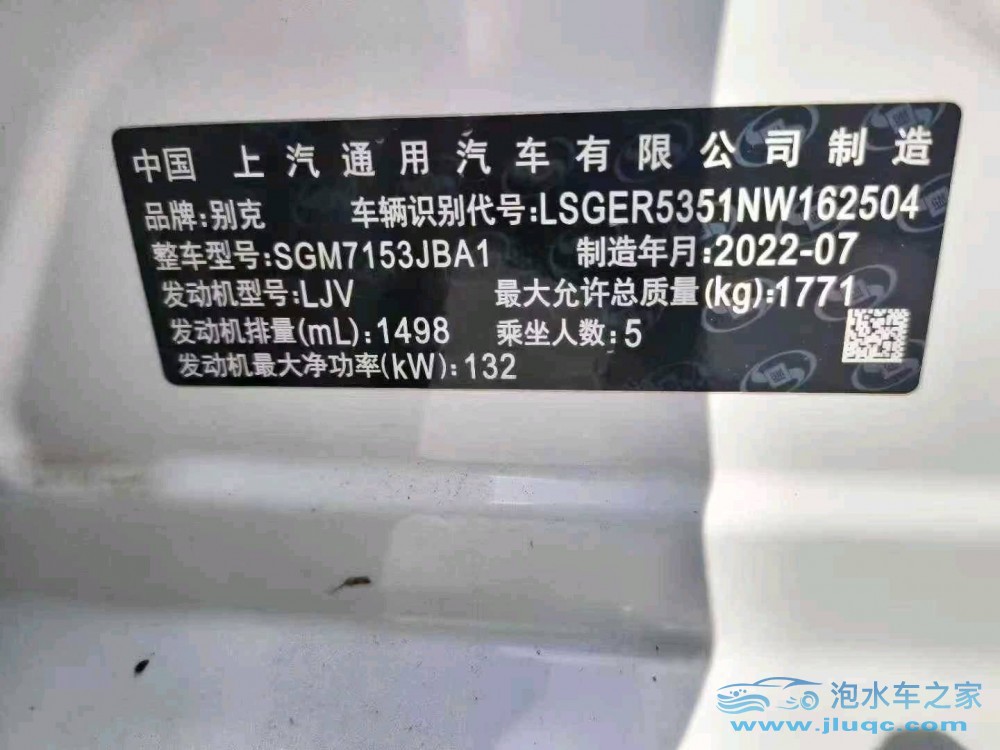 中国 上汽通用汽车有限公司制造
品牌:别克 车辆识别代号:LSGER5351NW162504
整车型号:SGM7153JBA1 制造年月:2022-07
发动机型号:LJV 最大允许总质量(kg):1771
发动机排量(mL):1498 乘坐人数:5
发动机最大净功率(kW):132
泡水车之家
www.jluqc.com